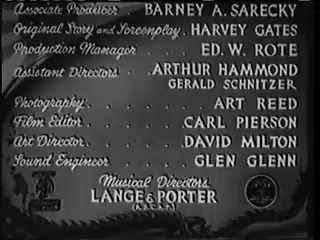 Associate Producer . BARNEY A. SARECKY
Original Story and Screenplay . HARVEY GATES
Production Manager . . ED. W. ROTE
Assistant Directors . . ARTHUR HAMMOND
GERALD SCHNITZER
Photography . . . . . ART REED
Film Editor . . . . CARL PIERSON
Art Director . . . . DAVID MILTON
Sound Engineer . . . . GLEN GLENN
Musical Directors
LANGE & PORTER
(A.S.C.A.P.)